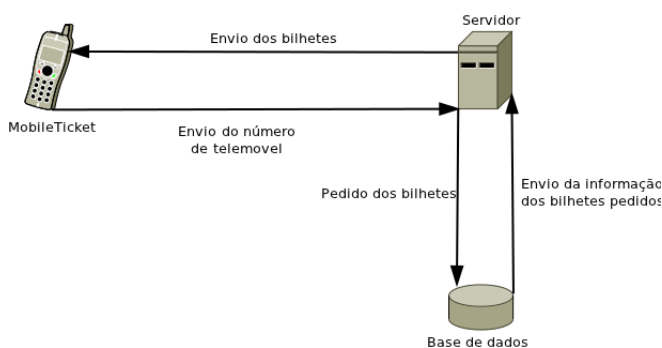 Servidor
Envio dos bilhetes
MobileTicket
Envio do número
de telemovel
Pedido dos bilhetes
Envio da informação
dos bilhetes pedidos
Base de dados